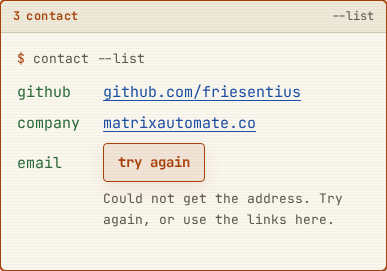 3 contact --list
$ contact --list
github github.com/friesentius
company matrixautomate.co
email try again
Could not get the address. Try
again, or use the links here.